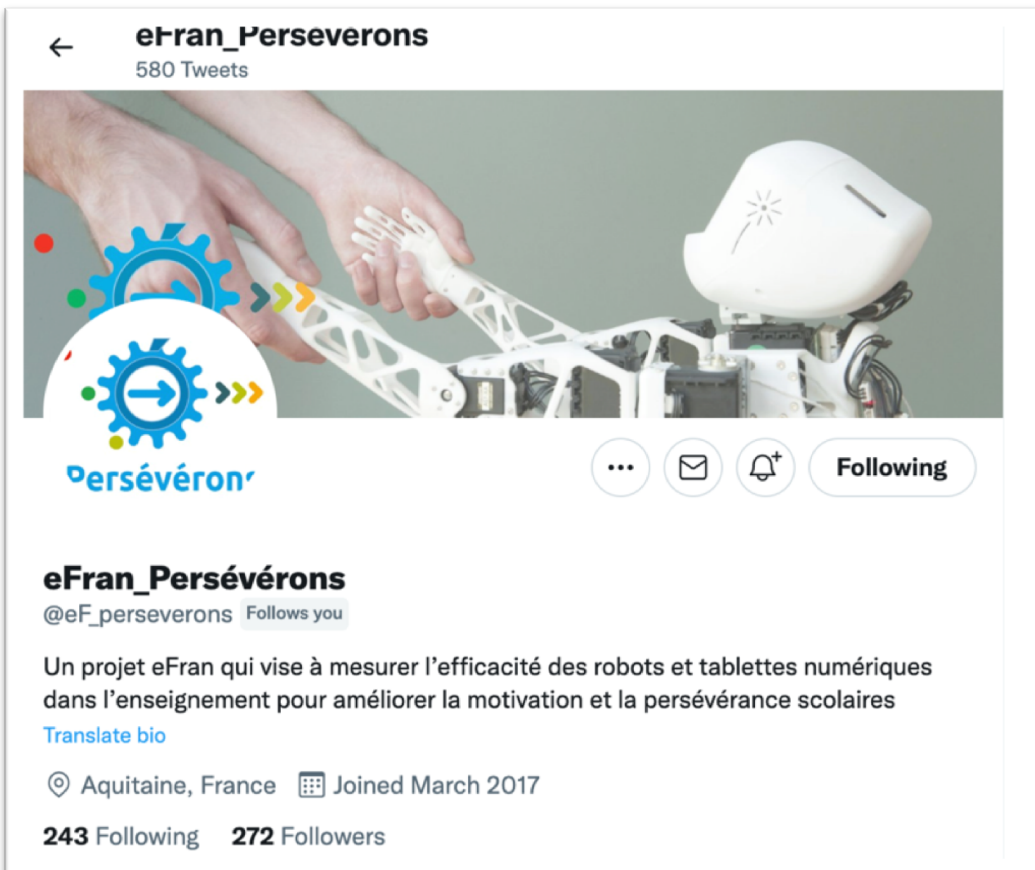 eFran_Perseverons
580 Tweets
Persévérons
Following
eFran_Persévérons
@eF_perseverons Follows you
Un projet eFran qui vise à mesurer l'efficacité des robots et tablettes numériques
dans l'enseignement pour améliorer la motivation et la persévérance scolaires
Translate bio
Aquitaine, France Joined March 2017
243 Following 272 Followers